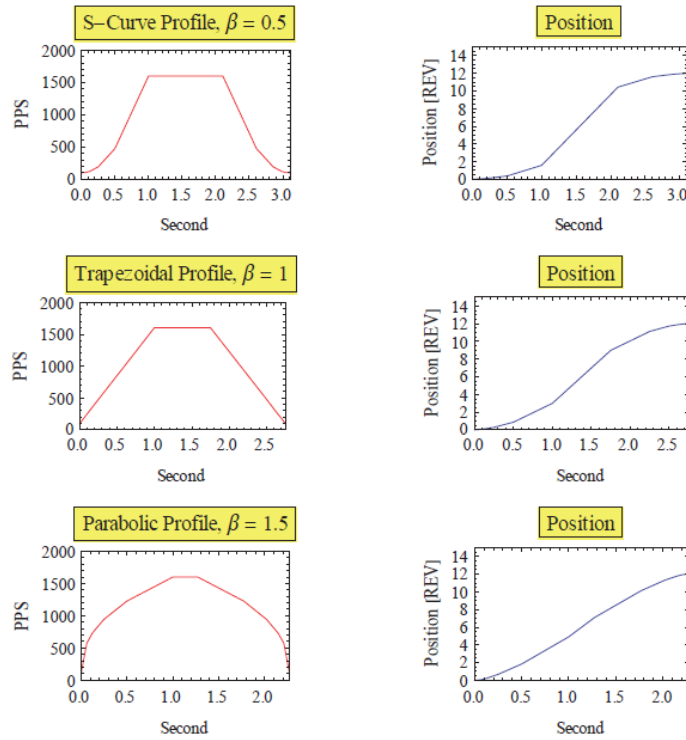 S−Curve Profile, β = 0.5
Position
2000
1500
1000
500
0
PPS
0.0 0.5 1.0 1.5 2.0 2.5 3.0
Second
14
12
10
8
6
4
2
0
Position [REV]
0.0 0.5 1.0 1.5 2.0 2.5 3.0
Second
Trapezoidal Profile, β = 1
Position
2000
1500
1000
500
0
PPS
0.0 0.5 1.0 1.5 2.0 2.5
Second
14
12
10
8
6
4
2
0
Position [REV]
0.0 0.5 1.0 1.5 2.0 2.5
Second
Parabolic Profile, β = 1.5
Position
2000
1500
1000
500
0
PPS
0.0 0.5 1.0 1.5 2.0
Second
14
12
10
8
6
4
2
0
Position [REV]
0.0 0.5 1.0 1.5 2.0
Second